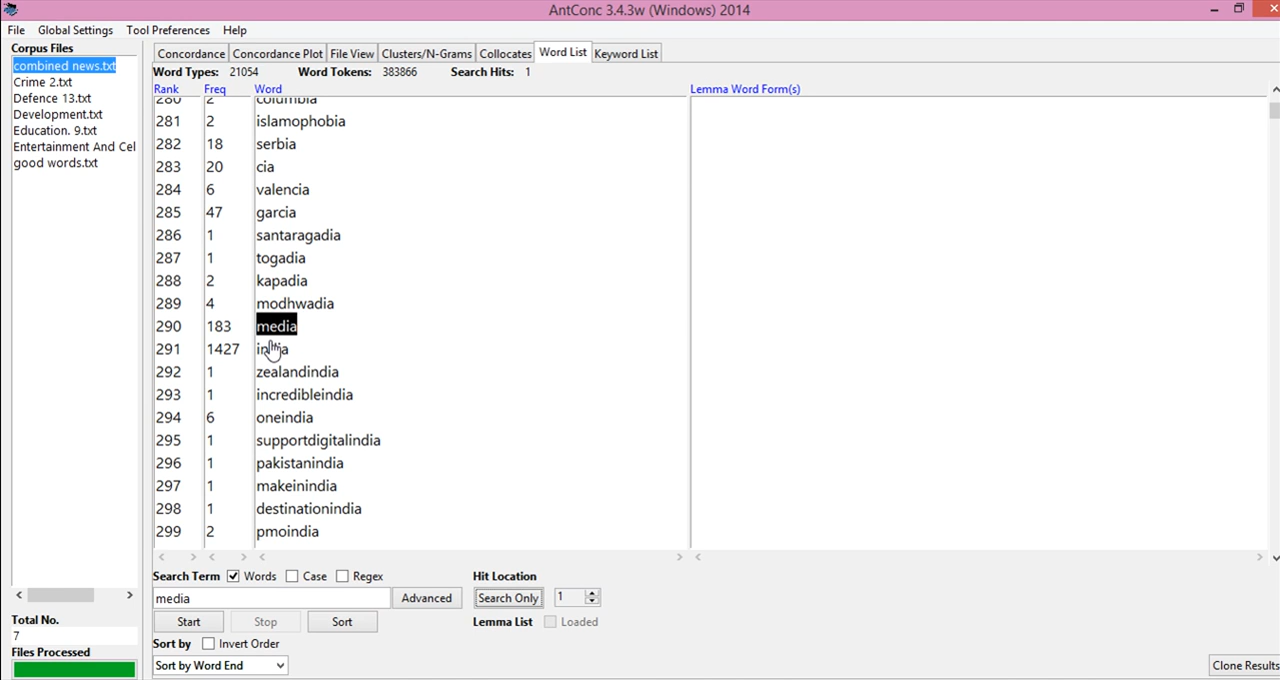 AntConc 3.4.3w (Windows) 2014
File Global Settings Tool Preferences Help
Corpus Files
combined news.txt
Crime 2.txt
Defence 13.txt
Development.txt
Education. 9.txt
Entertainment And Cel
good words.txt
Total No.
7
Files Processed
Concordance Concordance Plot File View Clusters/N-Grams Collocates Word List Keyword List
Word Types: 21054 Word Tokens: 383866 Search Hits: 1
Rank Freq Word Lemma Word Form(s)
280 2 columbia
281 2 islamophobia
282 18 serbia
283 20 cia
284 6 valencia
285 47 garcia
286 1 santaragadia
287 1 togadia
288 2 kapadia
289 4 modhwadia
290 183 media
291 1427 india
292 1 zealandindia
293 1 incredibleindia
294 6 oneindia
295 1 supportdigitalindia
296 1 pakistanindia
297 1 makeinindia
298 1 destinationindia
299 2 pmoindia
Search Term Words Case Regex Hit Location
media Advanced Search Only 1
Start Stop Sort Lemma List Loaded
Sort by Invert Order
Sort by Word End
Clone Results